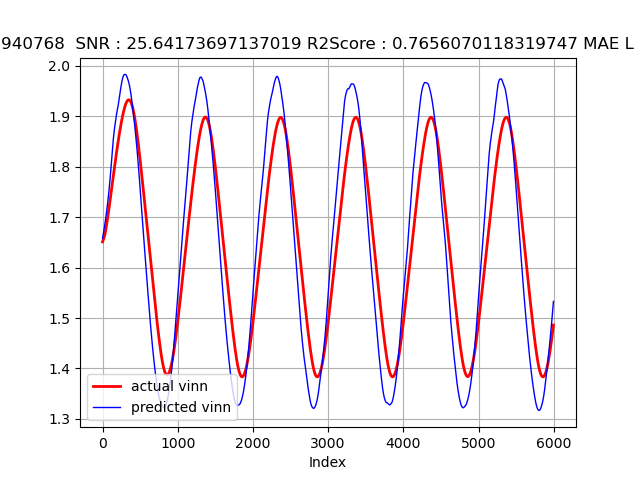 940768  SNR : 25.64173697137019 R2Score : 0.7656070118319747 MAE L
2.0
1.9
1.8
1.7
1.6
1.5
1.4
1.3
actual vinn
predicted vinn
0 1000 2000 3000 4000 5000 6000
Index